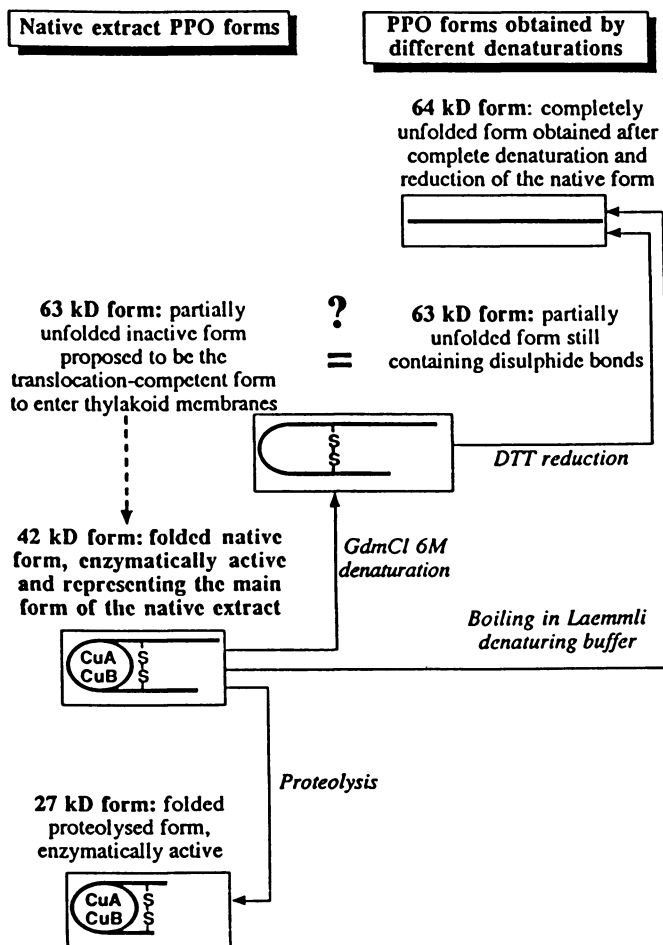 Native extract PPO forms
PPO forms obtained by
different denaturations
64 kD form: completely
unfolded form obtained after
complete denaturation and
reduction of the native form
63 kD form: partially
unfolded inactive form
proposed to be the
translocation-competent form
to enter thylakoid membranes
?
=
63 kD form: partially
unfolded form still
containing disulphide bonds
S
S
DTT reduction
42 kD form: folded native
form, enzymatically active
and representing the main
form of the native extract
GdmCl 6M
denaturation
Boiling in Laemmli
denaturing buffer
CuA
CuB
S
S
Proteolysis
27 kD form: folded
proteolysed form,
enzymatically active
CuA
CuB
S
S